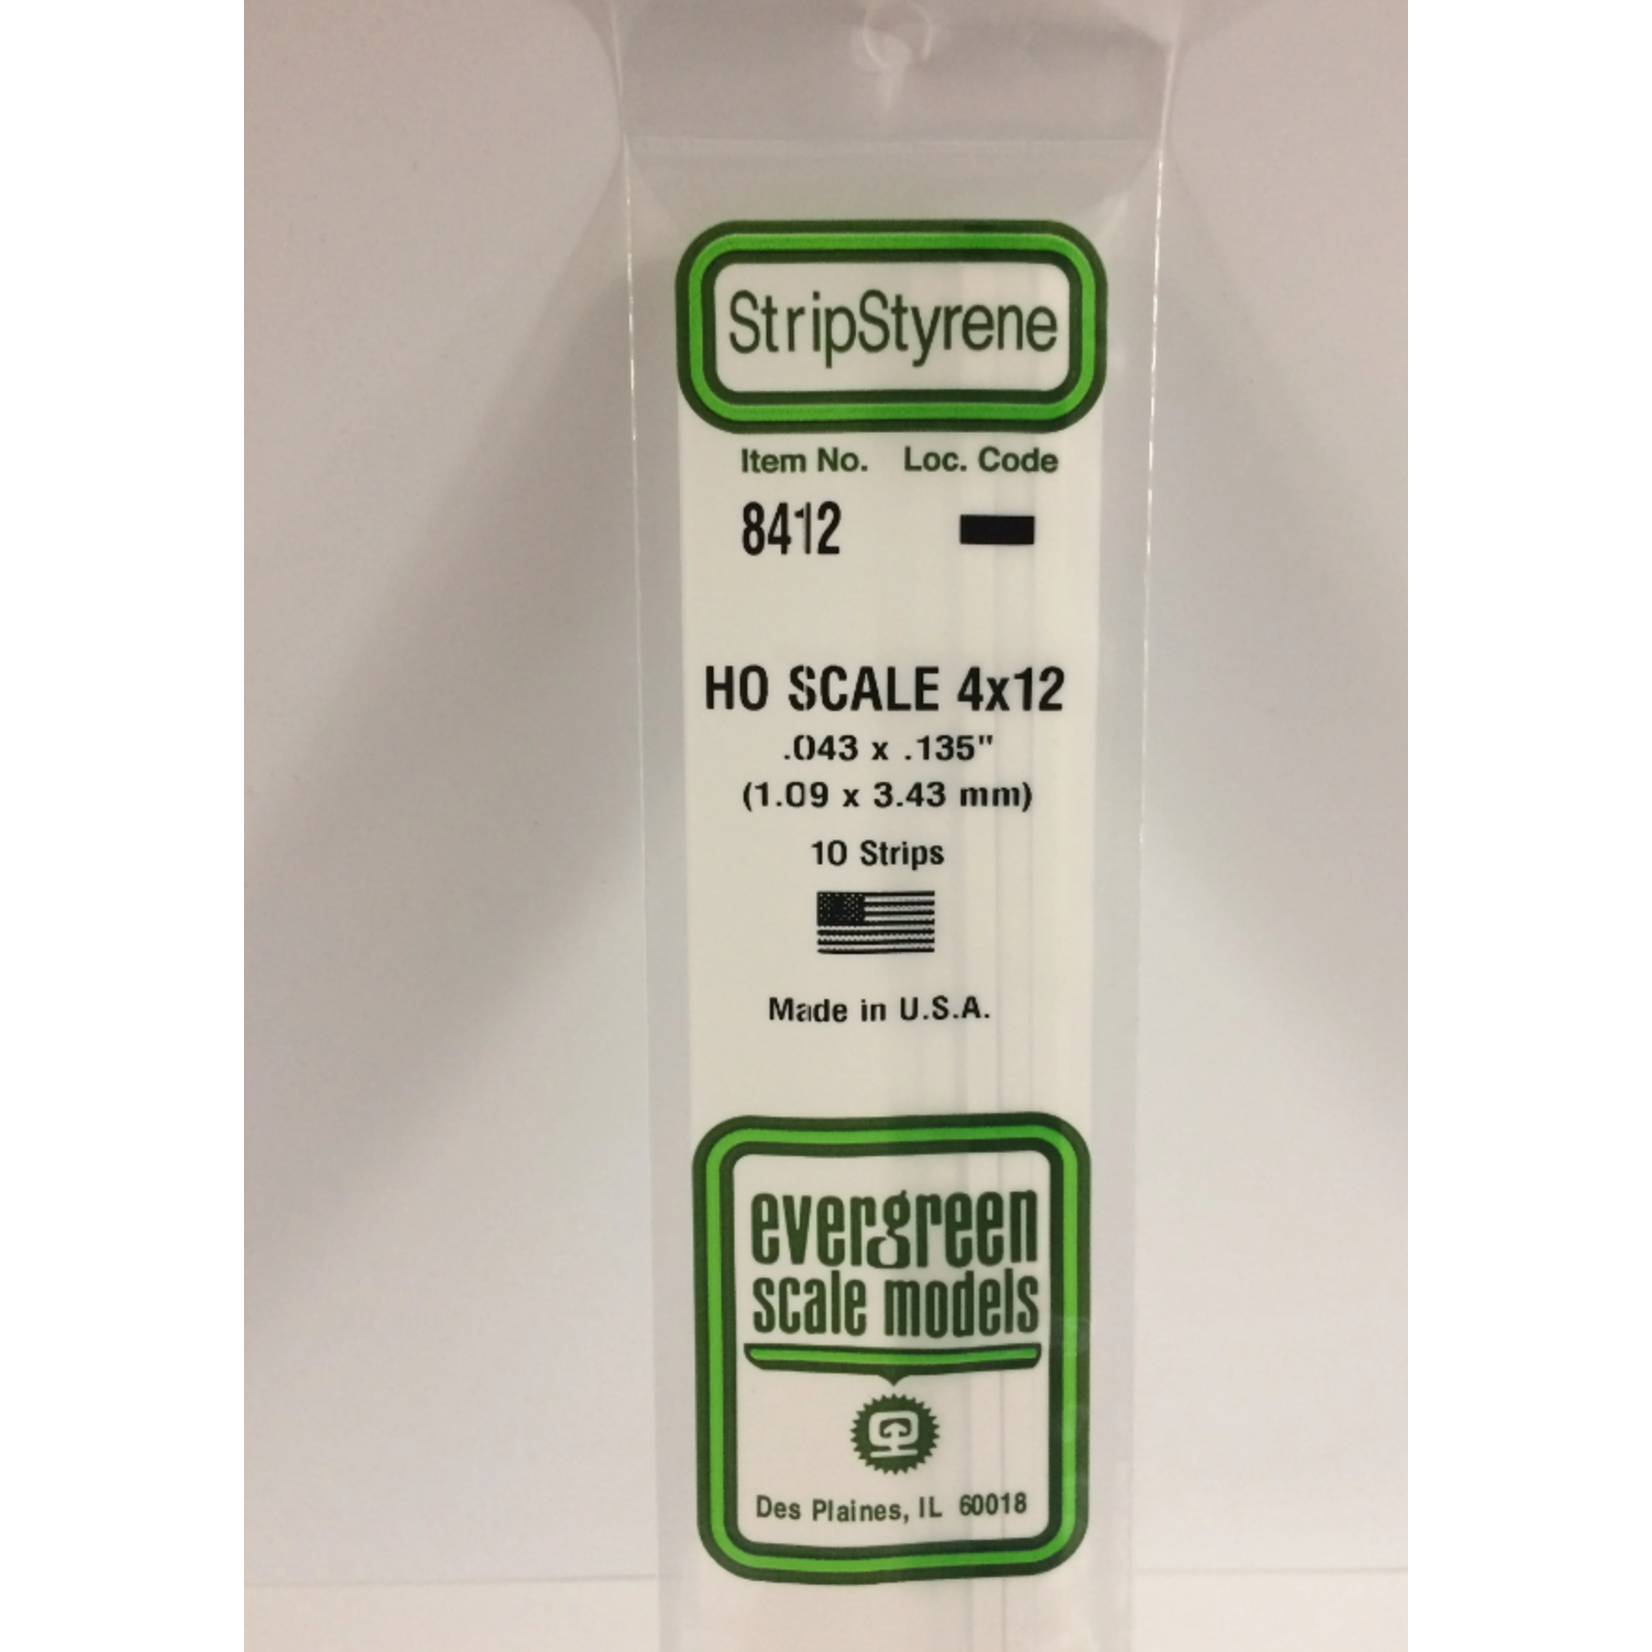 StripStyrene
Item No. Loc. Code
8412
HO SCALE 4x12
.043 x .135"
(1.09 x 3.43 mm)
10 Strips
Made in U.S.A.
evergreen
scale models
Des Plaines, IL 60018